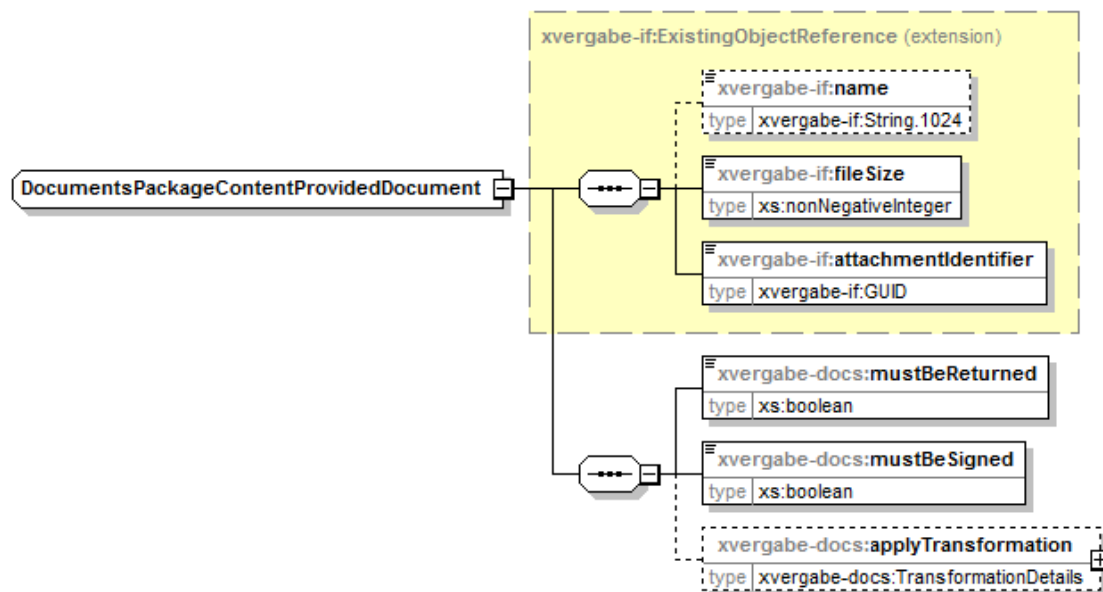 xvergabe-if:ExistingObjectReference (extension)
xvergabe-if:name
type xvergabe-if:String.1024
DocumentsPackageContentProvidedDocument
xvergabe-if:fileSize
type xs:nonNegativeInteger
xvergabe-if:attachmentIdentifier
type xvergabe-if:GUID
xvergabe-docs:mustBeReturned
type xs:boolean
xvergabe-docs:mustBeSigned
type xs:boolean
xvergabe-docs:applyTransformation
type xvergabe-docs:TransformationDetails